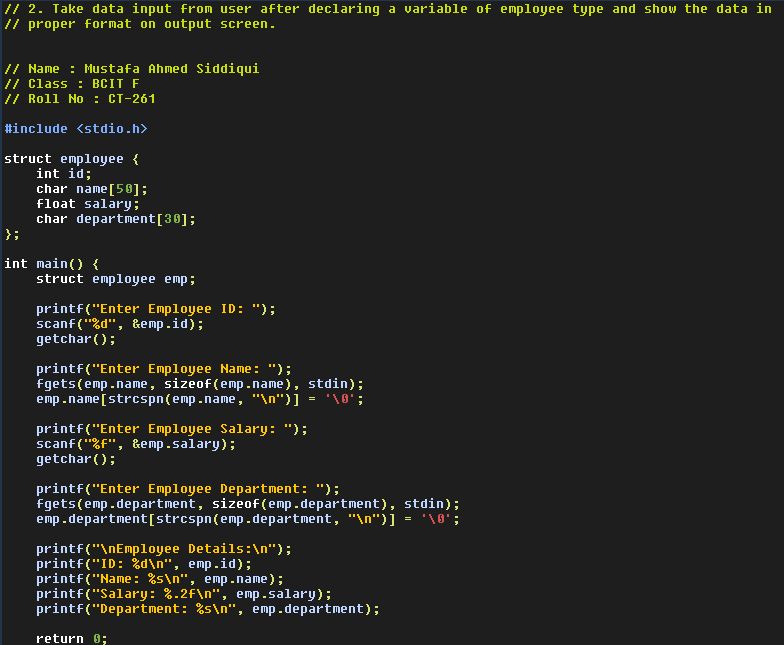 // 2. Take data input from user after declaring a variable of employee type and show the data in
// proper format on output screen.
// Name : Mustafa Ahmed Siddiqui
// Class : BCIT F
// Roll No : CT-261
#include <stdio.h>
struct employee {
    int id;
    char name[50];
    float salary;
    char department[30];
};
int main() {
    struct employee emp;
    printf("Enter Employee ID: ");
    scanf("%d", &emp.id);
    getchar();
    printf("Enter Employee Name: ");
    fgets(emp.name, sizeof(emp.name), stdin);
    emp.name[strcspn(emp.name, "\n")] = '\0';
    printf("Enter Employee Salary: ");
    scanf("%f", &emp.salary);
    getchar();
    printf("Enter Employee Department: ");
    fgets(emp.department, sizeof(emp.department), stdin);
    emp.department[strcspn(emp.department, "\n")] = '\0';
    printf("\nEmployee Details:\n");
    printf("ID: %d\n", emp.id);
    printf("Name: %s\n", emp.name);
    printf("Salary: %.2f\n", emp.salary);
    printf("Department: %s\n", emp.department);
    return 0;